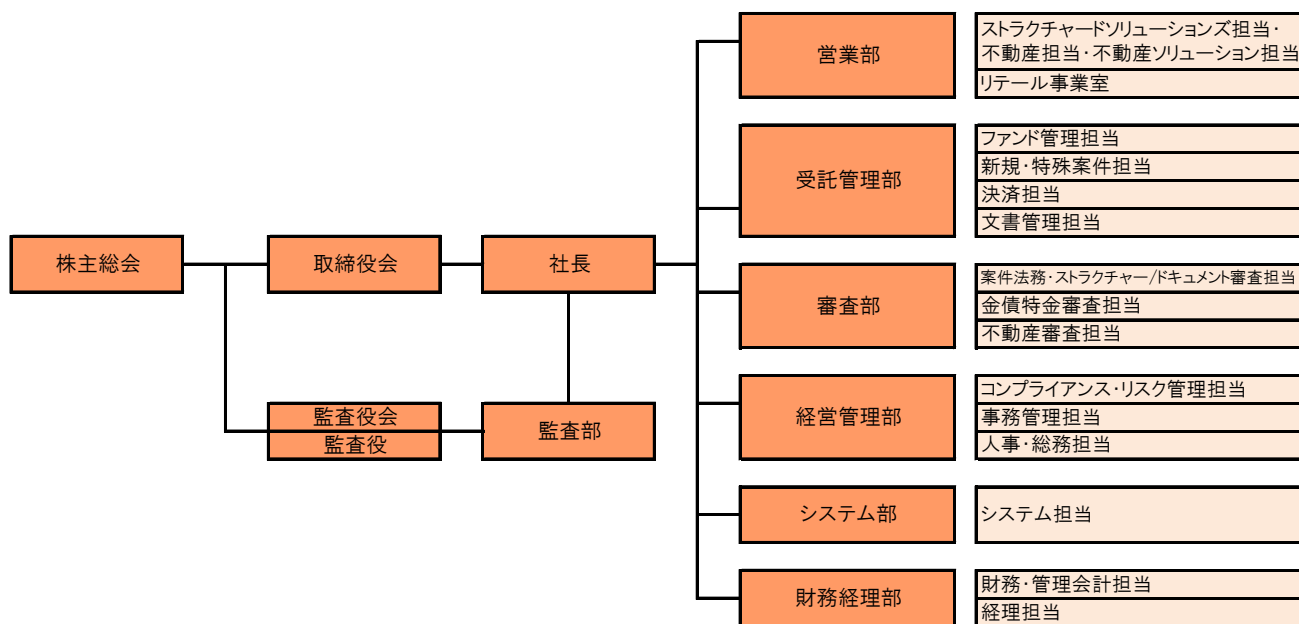 株主総会
取締役会
社長
監査役会
監査役
監査部
営業部
ストラクチャードソリューションズ担当・
不動産担当・不動産ソリューション担当
リテール事業室
受託管理部
ファンド管理担当
新規・特殊案件担当
決済担当
文書管理担当
審査部
案件法務・ストラクチャー/ドキュメント審査担当
金債特金審査担当
不動産審査担当
経営管理部
コンプライアンス・リスク管理担当
事務管理担当
人事・総務担当
システム部
システム担当
財務経理部
財務・管理会計担当
経理担当